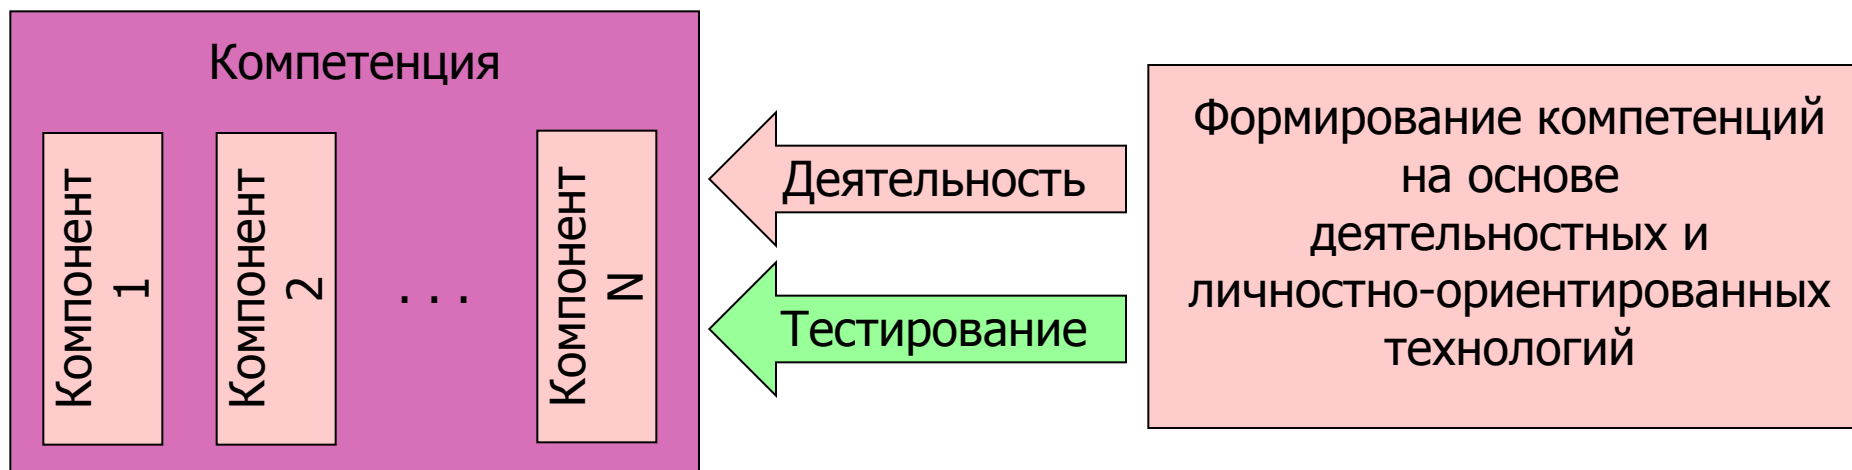 Компетенция
Компонент
1
Компонент
2
. . .
Компонент
N
Деятельность
Тестирование
Формирование компетенций
на основе
деятельностных и
личностно-ориентированных
технологий